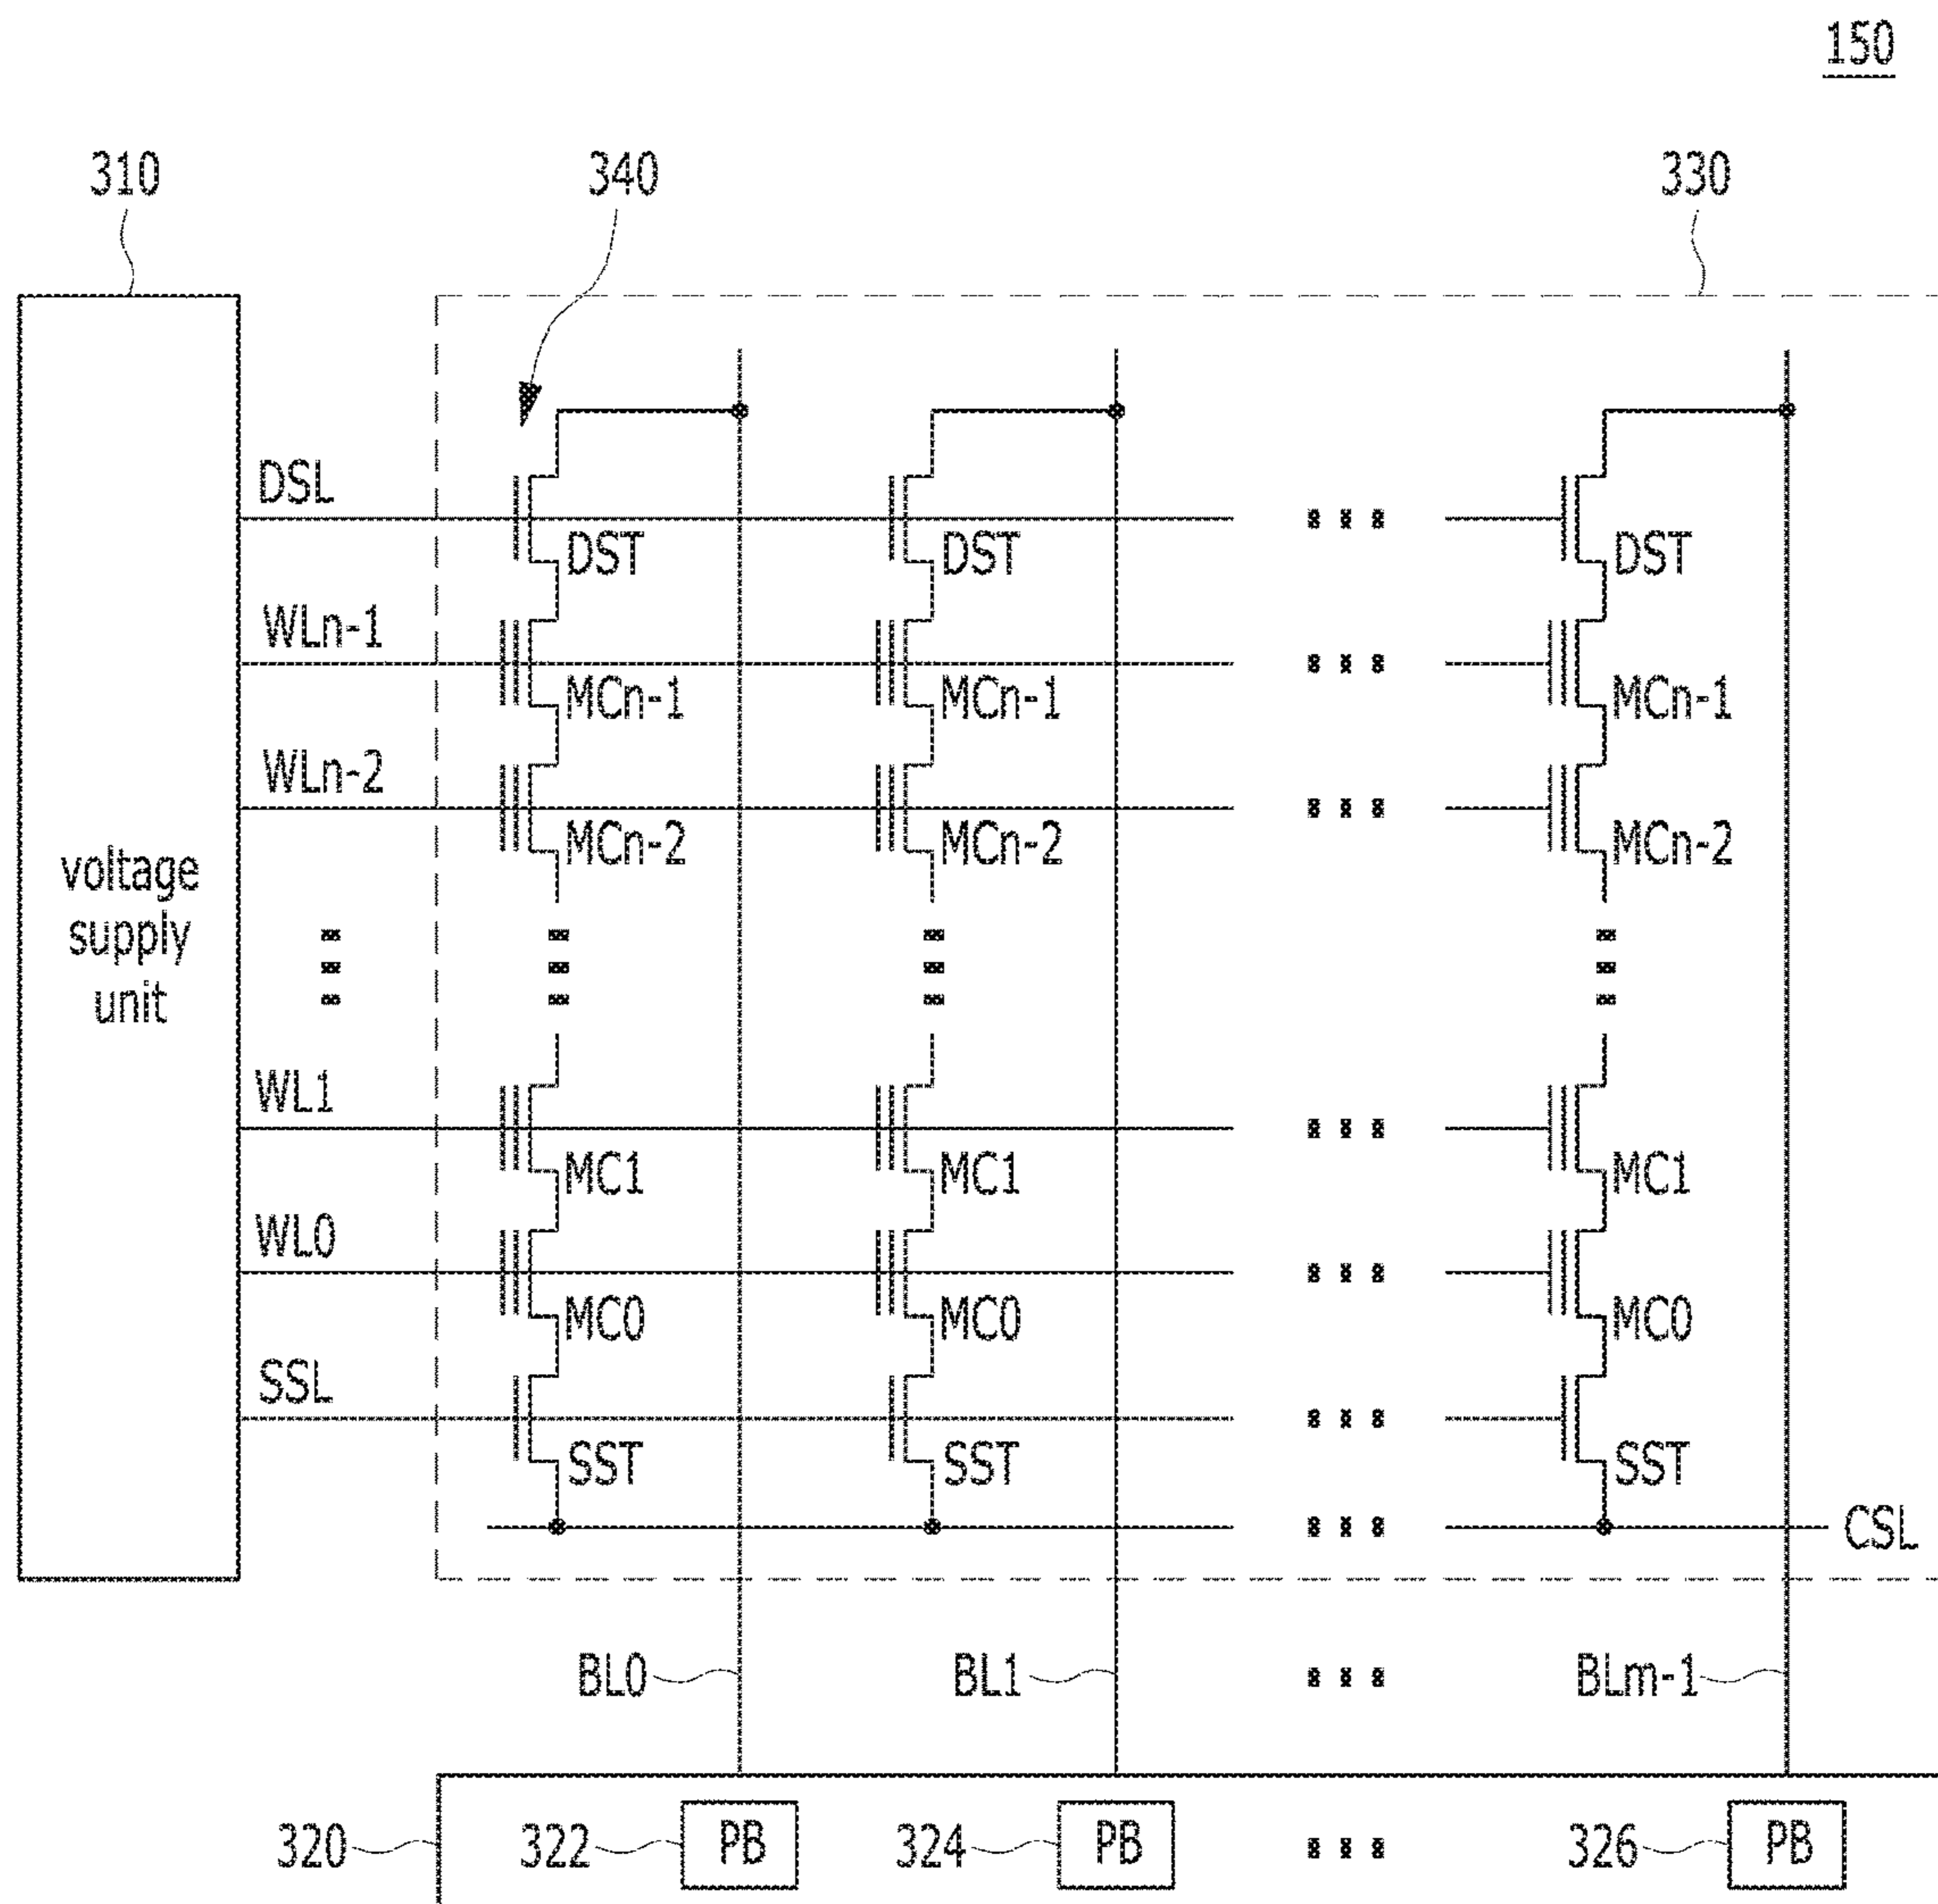 150
310
340
330
DSL
DST
DST
DST
WLn-1
MCn-1
MCn-1
MCn-1
WLn-2
MCn-2
MCn-2
MCn-2
voltage
supply
unit
WL1
MC1
MC1
MC1
WL0
MC0
MC0
MC0
SSL
SST
SST
SST
CSL
BL0
BL1
BLm-1
320
322
PB
324
PB
326
PB